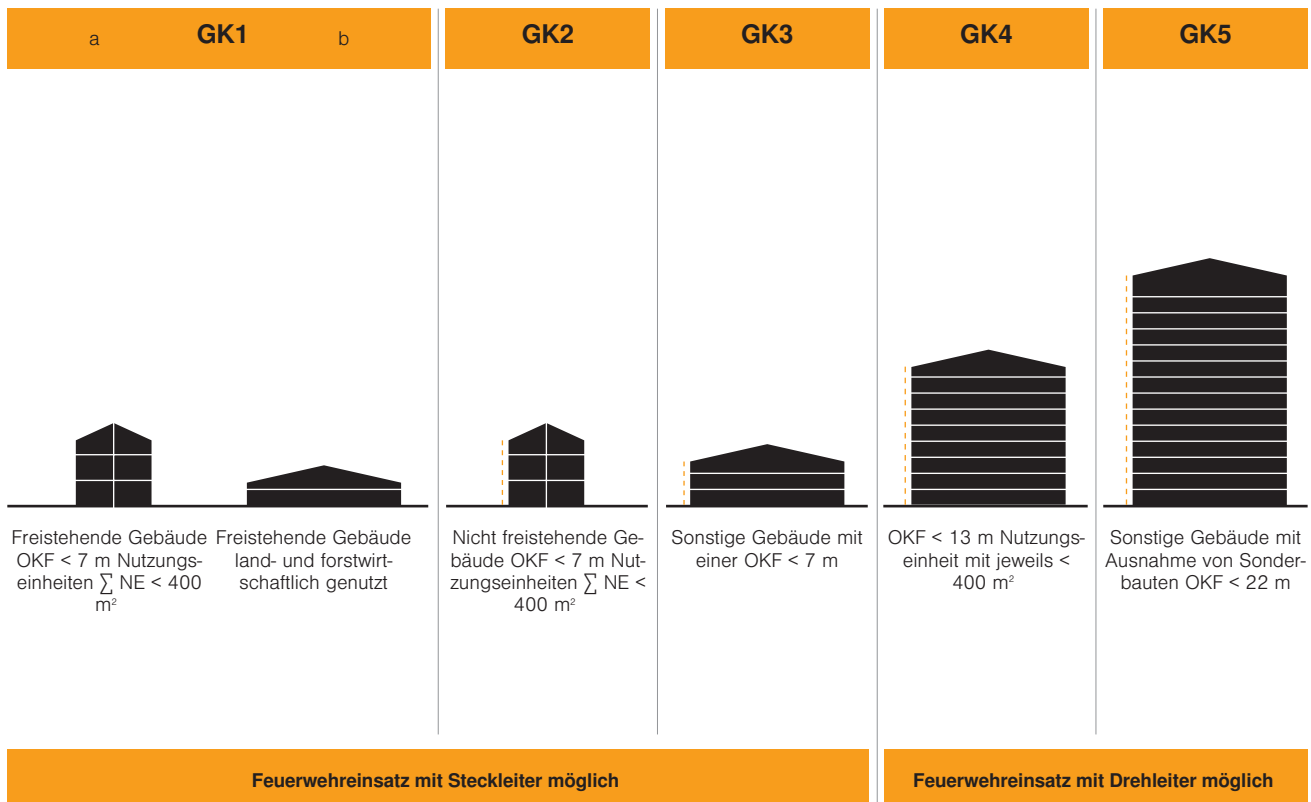 a GK1 b
GK2
GK3
GK4
GK5
Freistehende Gebäude
OKF < 7 m Nutzungs-
einheiten ∑ NE < 400
m²
Freistehende Gebäude
land- und forstwirt-
schaftlich genutzt
Nicht freistehende Ge-
bäude OKF < 7 m Nut-
zungseinheiten ∑ NE <
400 m²
Sonstige Gebäude mit
einer OKF < 7 m
OKF < 13 m Nutzungs-
einheit mit jeweils <
400 m²
Sonstige Gebäude mit
Ausnahme von Sonder-
bauten OKF < 22 m
Feuerwehreinsatz mit Steckleiter möglich
Feuerwehreinsatz mit Drehleiter möglich